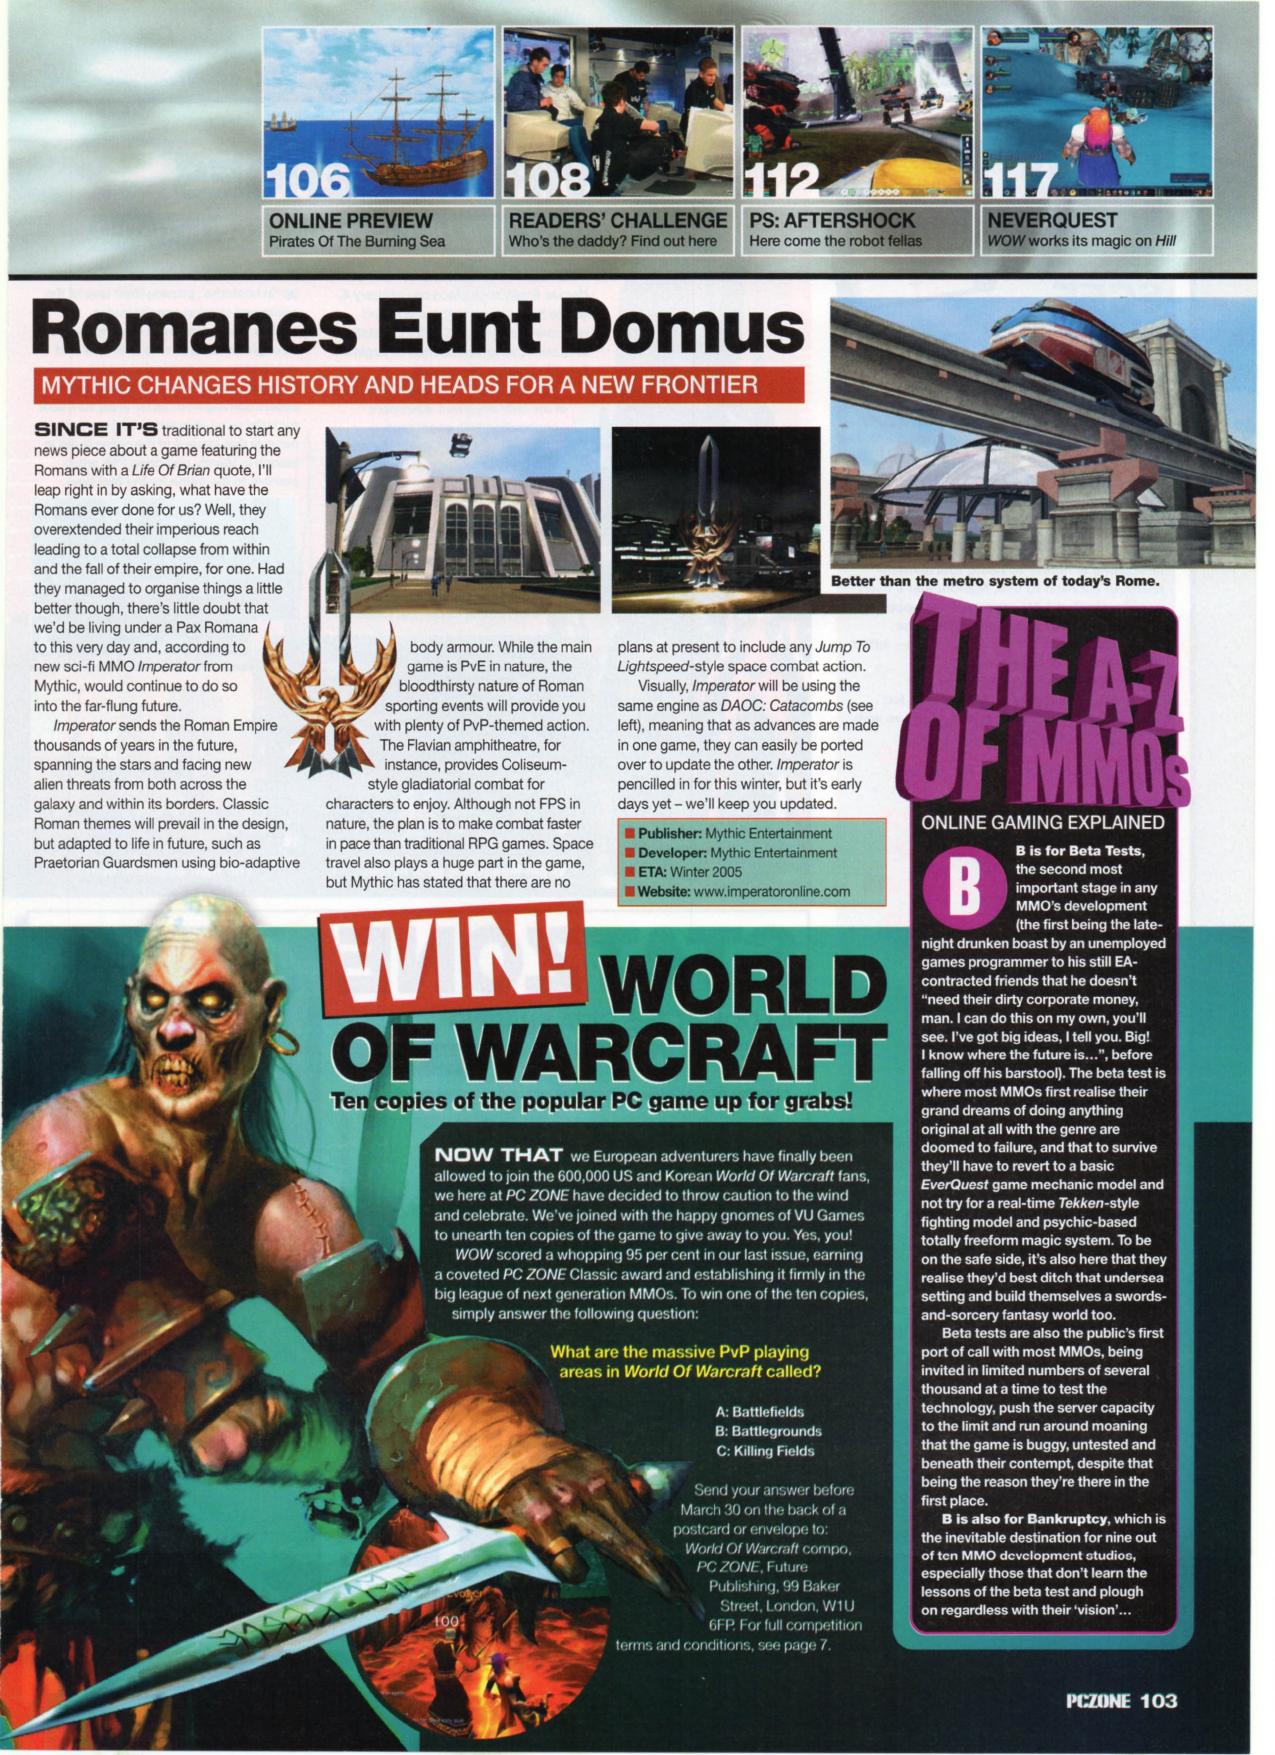 106
ONLINE PREVIEW
Pirates Of The Burning Sea
108
READERS' CHALLENGE
Who's the daddy? Find out here
112
PS: AFTERSHOCK
Here come the robot fellas
117
NEVERQUEST
WOW works its magic on Hill
Romanes Eunt Domus
MYTHIC CHANGES HISTORY AND HEADS FOR A NEW FRONTIER
SINCE IT'S traditional to start any
news piece about a game featuring the
Romans with a Life Of Brian quote, I'll
leap right in by asking, what have the
Romans ever done for us? Well, they
overextended their imperious reach
leading to a total collapse from within
and the fall of their empire, for one. Had
they managed to organise things a little
better though, there's little doubt that
we'd be living under a Pax Romana
to this very day and, according to
new sci-fi MMO Imperator from
Mythic, would continue to do so
into the far-flung future.
Imperator sends the Roman Empire
thousands of years in the future,
spanning the stars and facing new
alien threats from both across the
galaxy and within its borders. Classic
Roman themes will prevail in the design,
but adapted to life in future, such as
Praetorian Guardsmen using bio-adaptive
body armour. While the main
game is PvE in nature, the
bloodthirsty nature of Roman
sporting events will provide you
with plenty of PvP-themed action.
The Flavian amphitheatre, for
instance, provides Coliseum-
style gladiatorial combat for
characters to enjoy. Although not FPS in
nature, the plan is to make combat faster
in pace than traditional RPG games. Space
travel also plays a huge part in the game,
but Mythic has stated that there are no
plans at present to include any Jump To
Lightspeed-style space combat action.
Visually, Imperator will be using the
same engine as DAOC: Catacombs (see
left), meaning that as advances are made
in one game, they can easily be ported
over to update the other. Imperator is
pencilled in for this winter, but it's early
days yet – we'll keep you updated.
Publisher: Mythic Entertainment
Developer: Mythic Entertainment
ETA: Winter 2005
Website: www.imperatoronline.com
Better than the metro system of today's Rome.
THE A-Z
OF MMOs
ONLINE GAMING EXPLAINED
B
B is for Beta Tests,
the second most
important stage in any
MMO's development
(the first being the late-
night drunken boast by an unemployed
games programmer to his still EA-
contracted friends that he doesn't
"need their dirty corporate money,
man. I can do this on my own, you'll
see. I've got big ideas, I tell you. Big!
I know where the future is...", before
falling off his barstool). The beta test is
where most MMOs first realise their
grand dreams of doing anything
original at all with the genre are
doomed to failure, and that to survive
they'll have to revert to a basic
EverQuest game mechanic model and
not try for a real-time Tekken-style
fighting model and psychic-based
totally freeform magic system. To be
on the safe side, it's also here that they
realise they'd best ditch that undersea
setting and build themselves a swords-
and-sorcery fantasy world too.
Beta tests are also the public's first
port of call with most MMOs, being
invited in limited numbers of several
thousand at a time to test the
technology, push the server capacity
to the limit and run around moaning
that the game is buggy, untested and
beneath their contempt, despite that
being the reason they're there in the
first place.
B is also for Bankruptcy, which is
the inevitable destination for nine out
of ten MMO development studios,
especially those that don't learn the
lessons of the beta test and plough
on regardless with their 'vision'...
WIN! WORLD
OF WARCRAFT
Ten copies of the popular PC game up for grabs!
NOW THAT we European adventurers have finally been
allowed to join the 600,000 US and Korean World Of Warcraft fans,
we here at PC ZONE have decided to throw caution to the wind
and celebrate. We've joined with the happy gnomes of VU Games
to unearth ten copies of the game to give away to you. Yes, you!
WOW scored a whopping 95 per cent in our last issue, earning
a coveted PC ZONE Classic award and establishing it firmly in the
big league of next generation MMOs. To win one of the ten copies,
simply answer the following question:
What are the massive PvP playing
areas in World Of Warcraft called?
A: Battlefields
B: Battlegrounds
C: Killing Fields
Send your answer before
March 30 on the back of a
postcard or envelope to:
World Of Warcraft compo,
PC ZONE, Future
Publishing, 99 Baker
Street, London, W1U
6FP. For full competition
terms and conditions, see page 7.
100
PCZONE 103